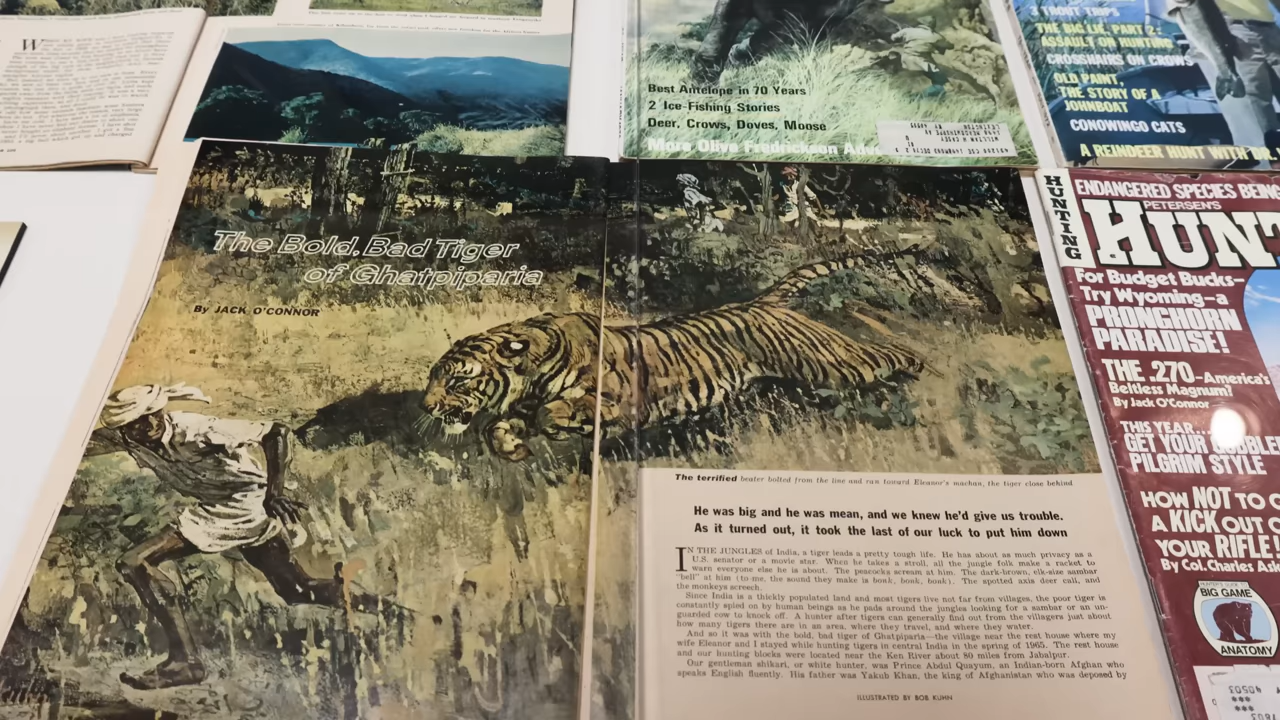 Best Antelope in 70 Years
2 Ice-Fishing Stories
Deer, Crows, Doves, Moose
More Olive Fredrickson Adv
3 TROUT TRIPS
THE BIG LIE, PART 2:
ASSAULT ON HUNTING
CROSSHAIRS ON CROWS
OLD PAINT,
THE STORY OF A
JOHNBOAT
CONOWINGO CATS
A REINDEER HUNT WITH DR.
The Bold, Bad Tiger
of Ghatpiparia
By JACK O'CONNOR
The terrified beater bolted from the line and ran toward Eleanor's machan, the tiger close behind
He was big and he was mean, and we knew he'd give us trouble.
As it turned out, it took the last of our luck to put him down
IN THE JUNGLES of India, a tiger leads a pretty tough life. He has about as much privacy as a
U.S. senator or a movie star. When he takes a stroll, all the jungle folk make a racket to
warn everyone else he is about. The peacocks scream at him. The dark-brown, elk-size sambar
"bell" at him (to me, the sound they make is bonk, bonk, bonk). The spotted axis deer call, and
the monkeys screech.
Since India is a thickly populated land and most tigers live not far from villages, the poor tiger is
constantly spied on by human beings as he pads around the jungles looking for a sambar or an un-
guarded cow to knock off. A hunter after tigers can generally find out from the villagers just about
how many tigers there are in an area, where they travel, and where they water.
And so it was with the bold, bad tiger of Ghatpiparia—the village near the rest house where my
wife Eleanor and I stayed while hunting tigers in central India in the spring of 1965. The rest house
and our hunting blocks were located near the Ken River about 80 miles from Jabalpur.
Our gentleman shikari, or white hunter, was Prince Abdul Quayum, an Indian-born Afghan who
speaks English fluently. His father was Yakub Khan, the king of Afghanistan who was deposed by
ILLUSTRATED BY BOB KUHN
HUNTING
ENDANGERED SPECIES BEING
PETERSEN'S
HUNT
For Budget Bucks—
Try Wyoming—a
PRONGHORN
PARADISE!
THE .270—America's
Beltless Magnum?
By Jack O'Connor
THIS YEAR...
GET YOUR GOBBLER
PILGRIM STYLE
HOW NOT TO
A KICK OUT O
YOUR RIFLE!
By Col. Charles Ask
HUNTER'S GUIDE TO
BIG GAME
ANATOMY